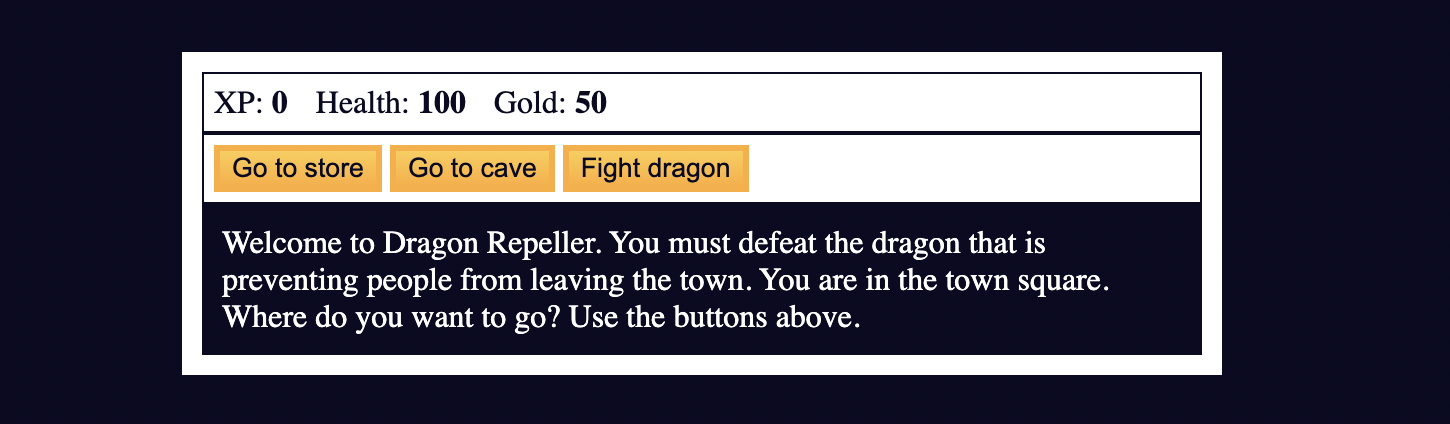 XP: 0 Health: 100 Gold: 50
Go to store Go to cave Fight dragon
Welcome to Dragon Repeller. You must defeat the dragon that is
preventing people from leaving the town. You are in the town square.
Where do you want to go? Use the buttons above.